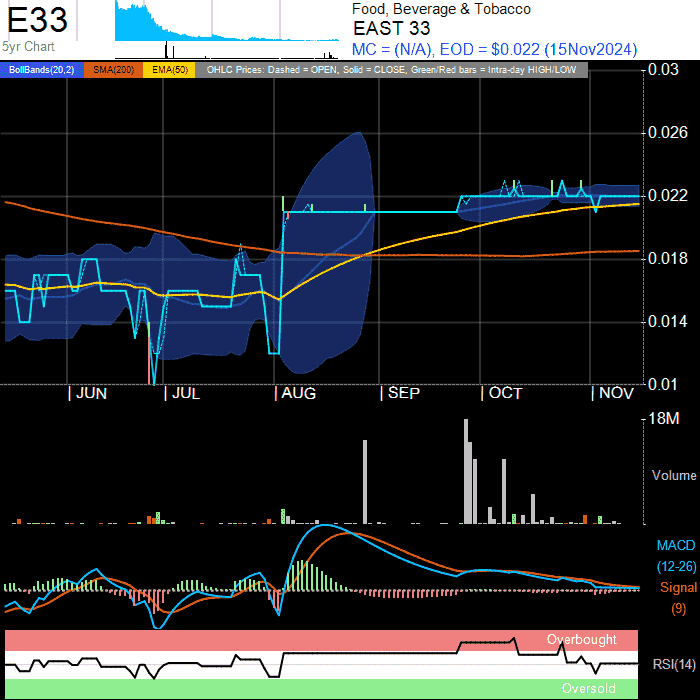 E33
5yr Chart
Food, Beverage & Tobacco
EAST 33
MC = (N/A), EOD = $0.022 (15Nov2024)
BollBands(20,2) SMA(200) EMA(50) OHLC Prices: Dashed = OPEN, Solid = CLOSE, Green/Red bars = Intra-day HIGH/LOW
0.03
0.026
0.022
0.018
0.014
0.01
JUN JUL AUG SEP OCT NOV
18M
Volume
MACD
(12-26)
Signal
(9)
Overbought
RSI(14)
Oversold